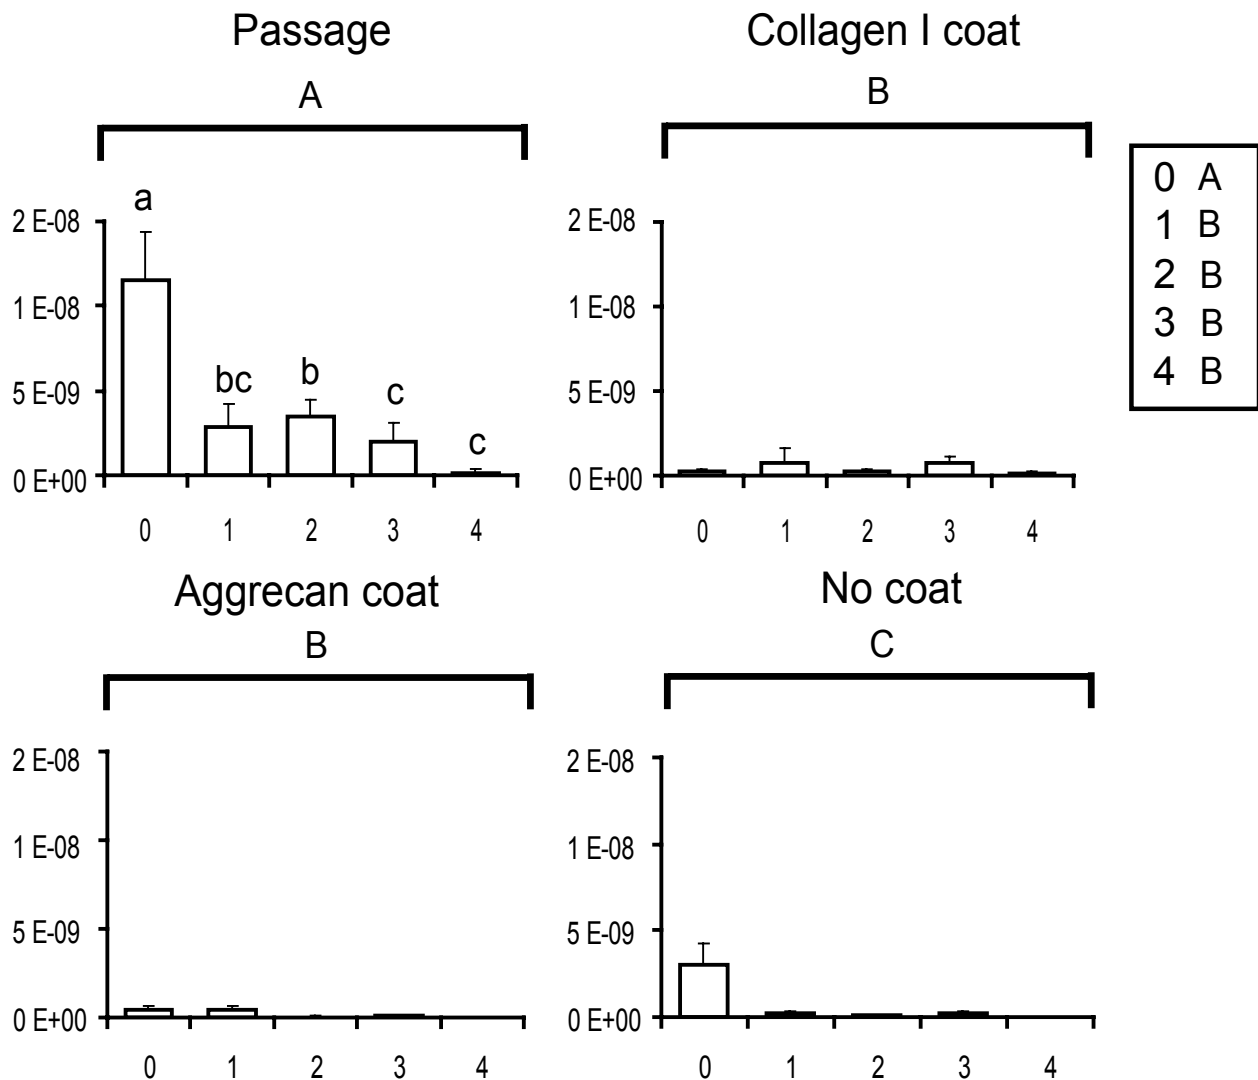 Passage
A
a
2 E-08
1 E-08
bc
b
5 E-09
c
c
0 E+00
0 1 2 3 4
Collagen I coat
B
2 E-08
1 E-08
5 E-09
0 E+00
0 1 2 3 4
0 A
1 B
2 B
3 B
4 B
Aggrecan coat
B
2 E-08
1 E-08
5 E-09
0 E+00
0 1 2 3 4
No coat
C
2 E-08
1 E-08
5 E-09
0 E+00
0 1 2 3 4